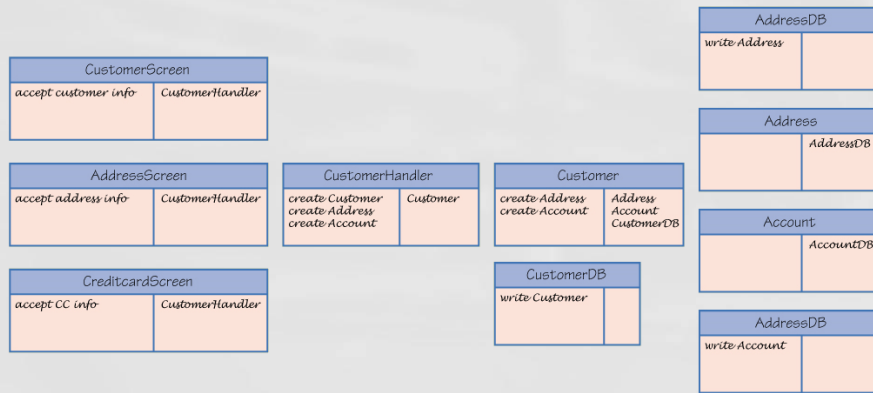 CustomerScreen
accept customer info
CustomerHandler
AddressScreen
accept address info
CustomerHandler
CreditcardScreen
accept CC info
CustomerHandler
CustomerHandler
create Customer
create Address
create Account
Customer
Customer
create Address
create Account
Address
Account
CustomerDB
CustomerDB
write Customer
AddressDB
write Address
Address
AddressDB
Account
AccountDB
AddressDB
write Account